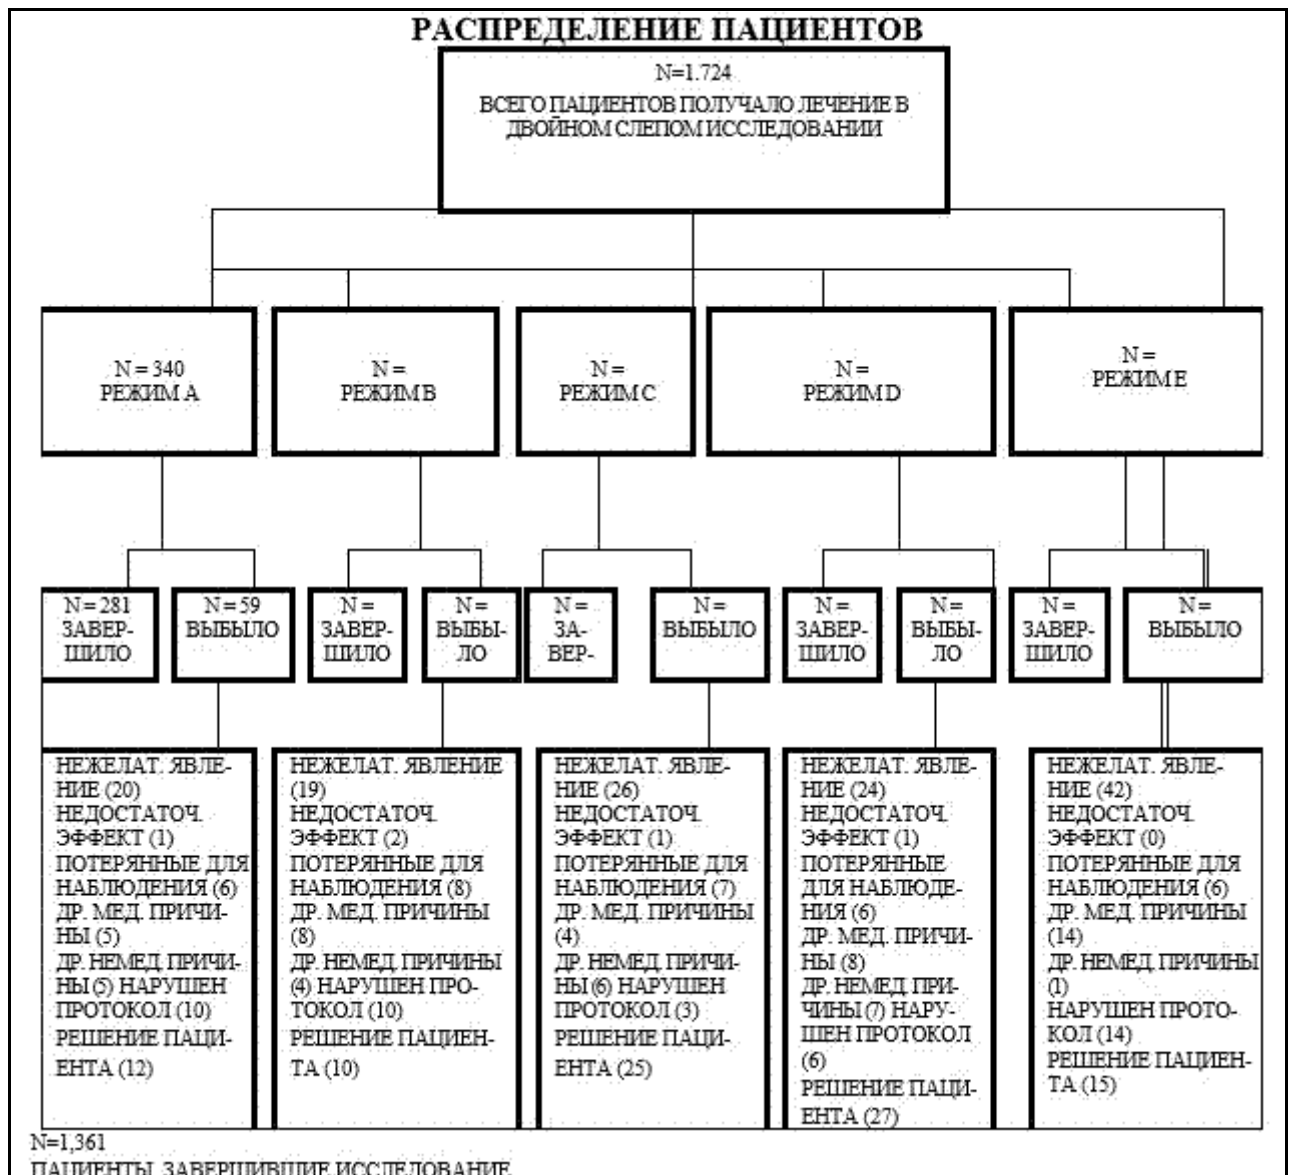 РАСПРЕДЕЛЕНИЕ ПАЦИЕНТОВ
N=1.724
ВСЕГО ПАЦИЕНТОВ ПОЛУЧАЛО ЛЕЧЕНИЕ В
ДВОЙНОМ СЛЕПОМ ИССЛЕДОВАНИИ
N = 340
РЕЖИМ A
N =
РЕЖИМ B
N =
РЕЖИМ C
N =
РЕЖИМ D
N =
РЕЖИМ E
N = 281
ЗАВЕР-
ШИЛО
N = 59
ВЫБЫЛО
N =
ЗАВЕР-
ШИЛО
N =
ВЫБЫ-
ЛО
N =
ЗА-
ВЕР-
N =
ВЫБЫЛО
N =
ЗАВЕР-
ШИЛО
N =
ВЫБЫ-
ЛО
N =
ЗАВЕР-
ШИЛО
N =
ВЫБЫЛО
НЕЖЕЛАТ. ЯВЛЕ-
НИЕ (20)
НЕДОСТАТОЧ.
ЭФФЕКТ (1)
ПОТЕРЯННЫЕ ДЛЯ
НАБЛЮДЕНИЯ (6)
ДР. МЕД. ПРИЧИ-
НЫ (5)
ДР. НЕМЕД. ПРИЧИ-
НЫ (5) НАРУШЕН
ПРОТОКОЛ (10)
РЕШЕНИЕ ПАЦИ-
ЕНТА (12)
НЕЖЕЛАТ. ЯВЛЕНИЕ
(19)
НЕДОСТАТОЧ.
ЭФФЕКТ (2)
ПОТЕРЯННЫЕ ДЛЯ
НАБЛЮДЕНИЯ (8)
ДР. МЕД. ПРИЧИНЫ
(8)
ДР. НЕМЕД. ПРИЧИНЫ
(4) НАРУШЕН ПРО-
ТОКОЛ (10)
РЕШЕНИЕ ПАЦИЕН-
ТА (10)
НЕЖЕЛАТ. ЯВЛЕ-
НИЕ (26)
НЕДОСТАТОЧ.
ЭФФЕКТ (1)
ПОТЕРЯННЫЕ ДЛЯ
НАБЛЮДЕНИЯ (7)
ДР. МЕД. ПРИЧИНЫ
(4)
ДР. НЕМЕД. ПРИЧИ-
НЫ (6) НАРУШЕН
ПРОТОКОЛ (3)
РЕШЕНИЕ ПАЦИ-
ЕНТА (25)
НЕЖЕЛАТ. ЯВЛЕ-
НИЕ (24)
НЕДОСТАТОЧ.
ЭФФЕКТ (1)
ПОТЕРЯННЫЕ
ДЛЯ НАБЛЮДЕ-
НИЯ (6)
ДР. МЕД. ПРИЧИ-
НЫ (8)
ДР. НЕМЕД. ПРИ-
ЧИНЫ (7) НАРУ-
ШЕН ПРОТОКОЛ
(6)
РЕШЕНИЕ ПАЦИ-
ЕНТА (27)
НЕЖЕЛАТ. ЯВЛЕ-
НИЕ (42)
НЕДОСТАТОЧ.
ЭФФЕКТ (0)
ПОТЕРЯННЫЕ ДЛЯ
НАБЛЮДЕНИЯ (6)
ДР. МЕД. ПРИЧИНЫ
(14)
ДР. НЕМЕД. ПРИЧИНЫ
(1)
НАРУШЕН ПРОТО-
КОЛ (14)
РЕШЕНИЕ ПАЦИЕН-
ТА (15)
N=1,361
ПАЦИЕНТЫ, ЗАВЕРШИВШИЕ ИССЛЕДОВАНИЕ